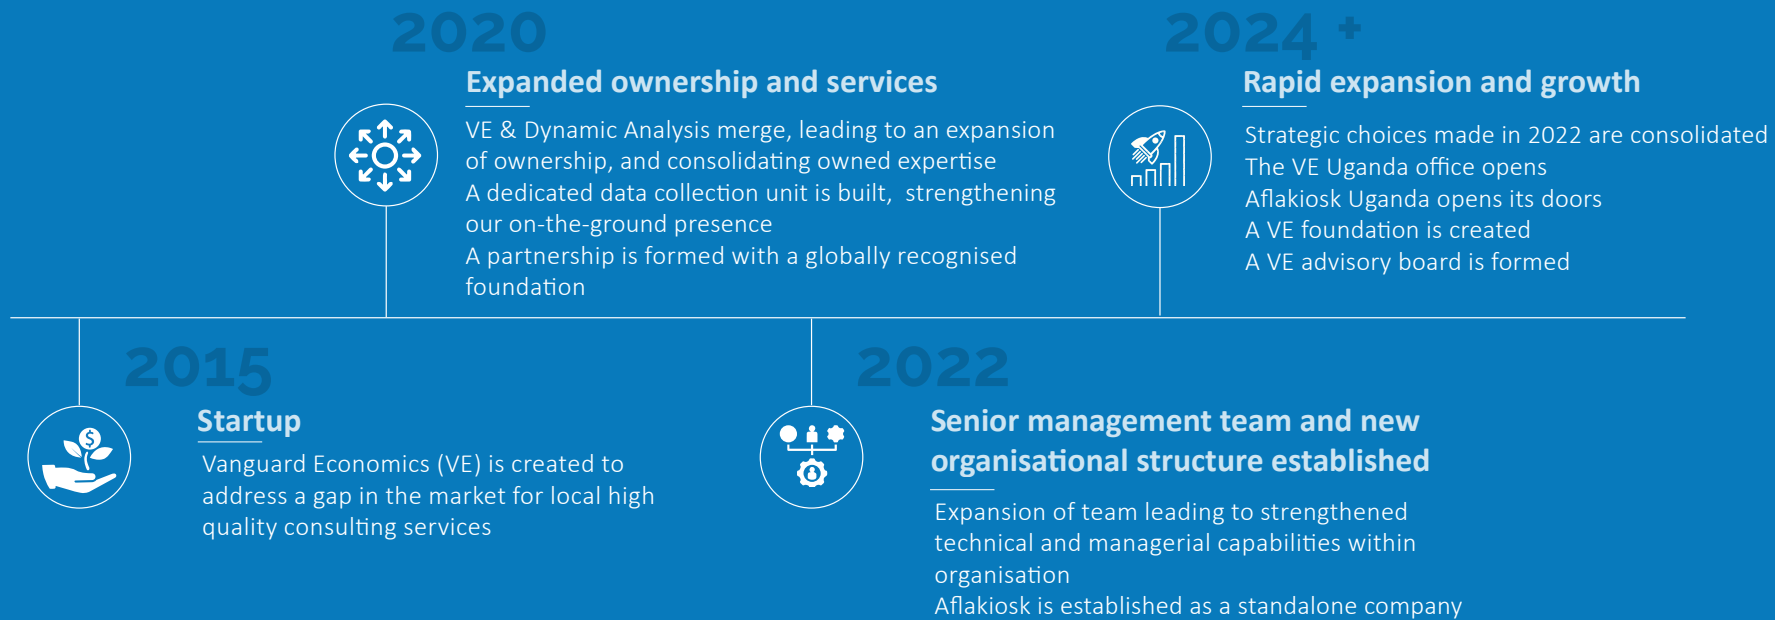 2020
Expanded ownership and services
VE & Dynamic Analysis merge, leading to an expansion
of ownership, and consolidating owned expertise
A dedicated data collection unit is built, strengthening
our on-the-ground presence
A partnership is formed with a globally recognised
foundation
2024 +
Rapid expansion and growth
Strategic choices made in 2022 are consolidated
The VE Uganda office opens
Aflakiosk Uganda opens its doors
A VE foundation is created
A VE advisory board is formed
2015
Startup
Vanguard Economics (VE) is created to
address a gap in the market for local high
quality consulting services
2022
Senior management team and new
organisational structure established
Expansion of team leading to strengthened
technical and managerial capabilities within
organisation
Aflakiosk is established as a standalone company